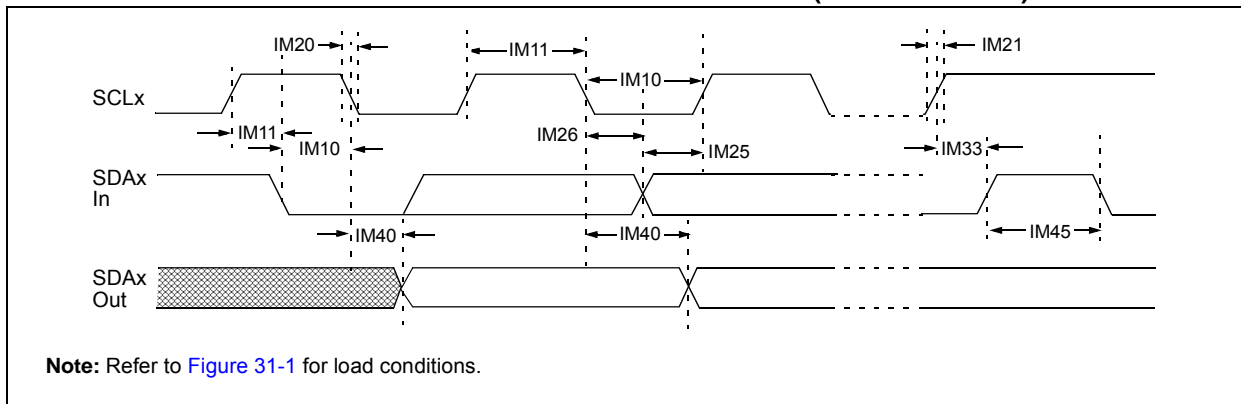 IM20
IM11
IM21
IM10
SCLx
IM11
IM26
IM10
IM25
IM33
SDAx
In
IM40
IM40
IM45
SDAx
Out
Note: Refer to Figure 31-1 for load conditions.